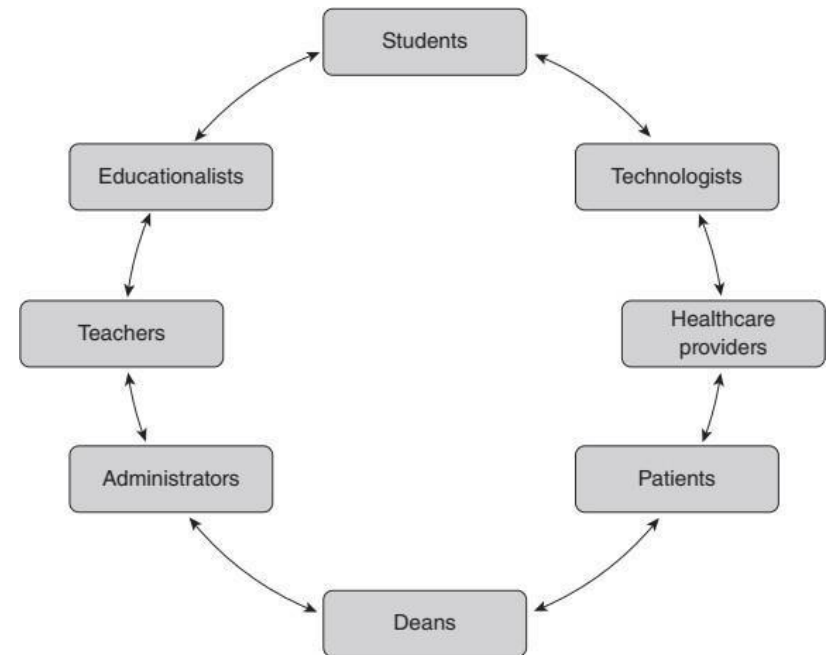 Students
Educationalists
Technologists
Teachers
Healthcare
providers
Administrators
Patients
Deans